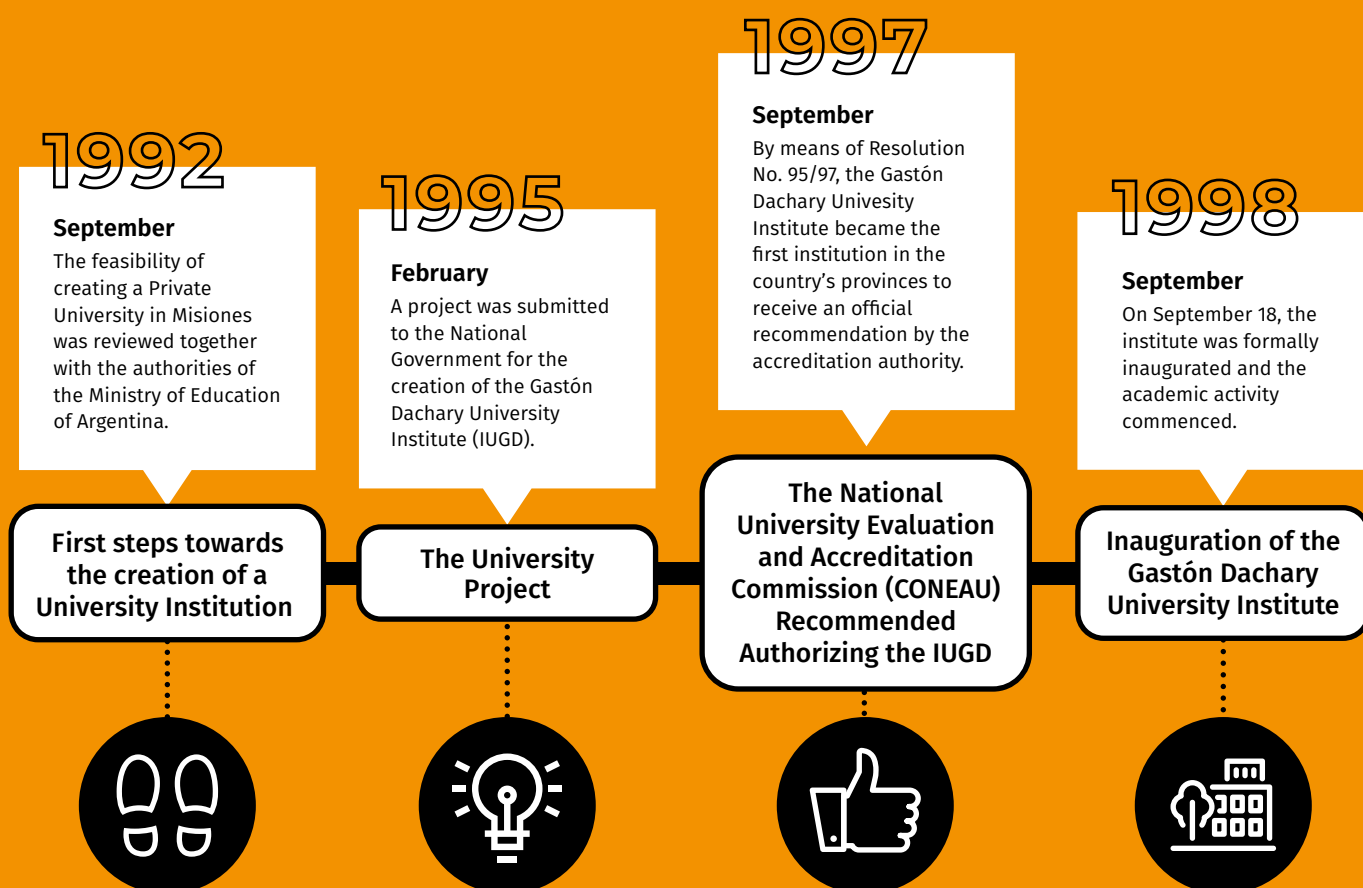 1992
September
The feasibility of
creating a Private
University in Misiones
was reviewed together
with the authorities of
the Ministry of Education
of Argentina.
First steps towards
the creation of a
University Institution
1995
February
A project was submitted
to the National
Government for the
creation of the Gastón
Dachary University
Institute (IUGD).
The University
Project
1997
September
By means of Resolution
No. 95/97, the Gastón
Dachary Univesity
Institute became the
first institution in the
country’s provinces to
receive an official
recommendation by the
accreditation authority.
The National
University Evaluation
and Accreditation
Commission (CONEAU)
Recommended
Authorizing the IUGD
1998
September
On September 18, the
institute was formally
inaugurated and the
academic activity
commenced.
Inauguration of the
Gastón Dachary
University Institute